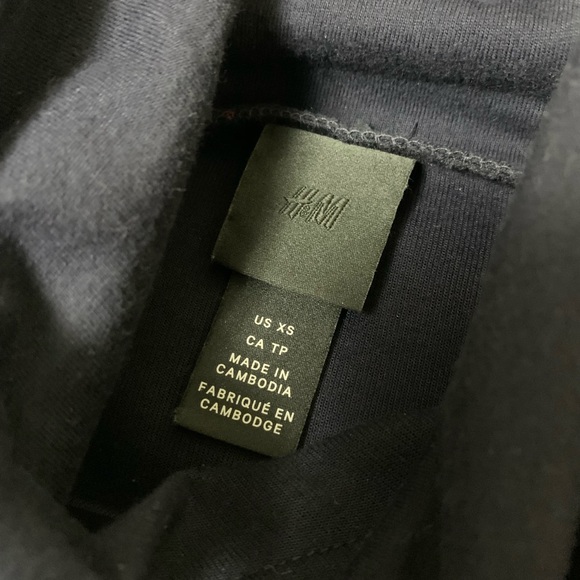 US XS
CA TP
MADE IN
CAMBODIA
FABRIQUÉ EN
CAMBODGE